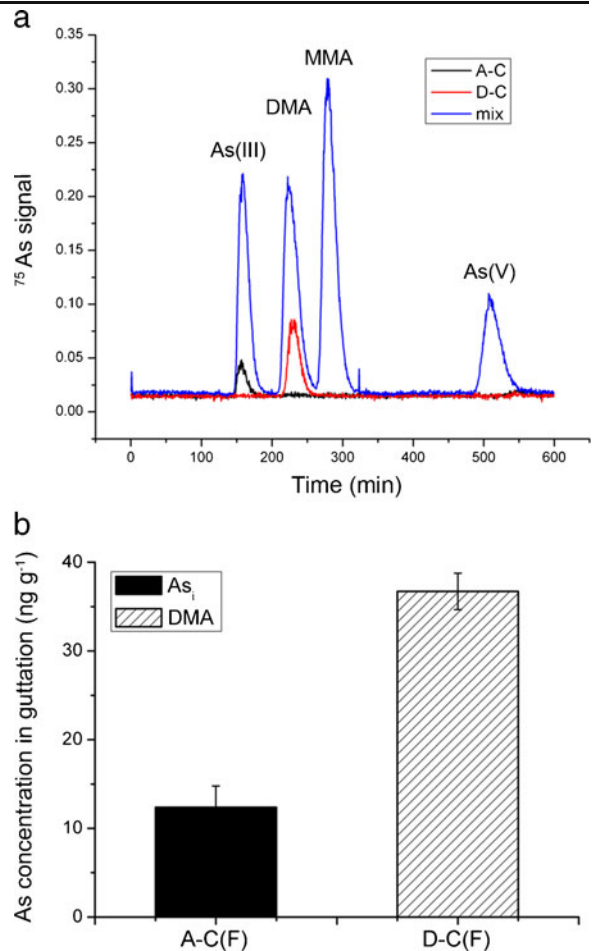 a
0.35
0.30
0.25
0.20
0.15
0.10
0.05
0.00
⁷⁵ As signal
As(III)
DMA
MMA
As(V)
A-C
D-C
mix
0 100 200 300 400 500 600
Time (min)
b
40
30
20
10
0
As concentration in guttation (ng g⁻¹)
Asᵢ
DMA
A-C(F) D-C(F)